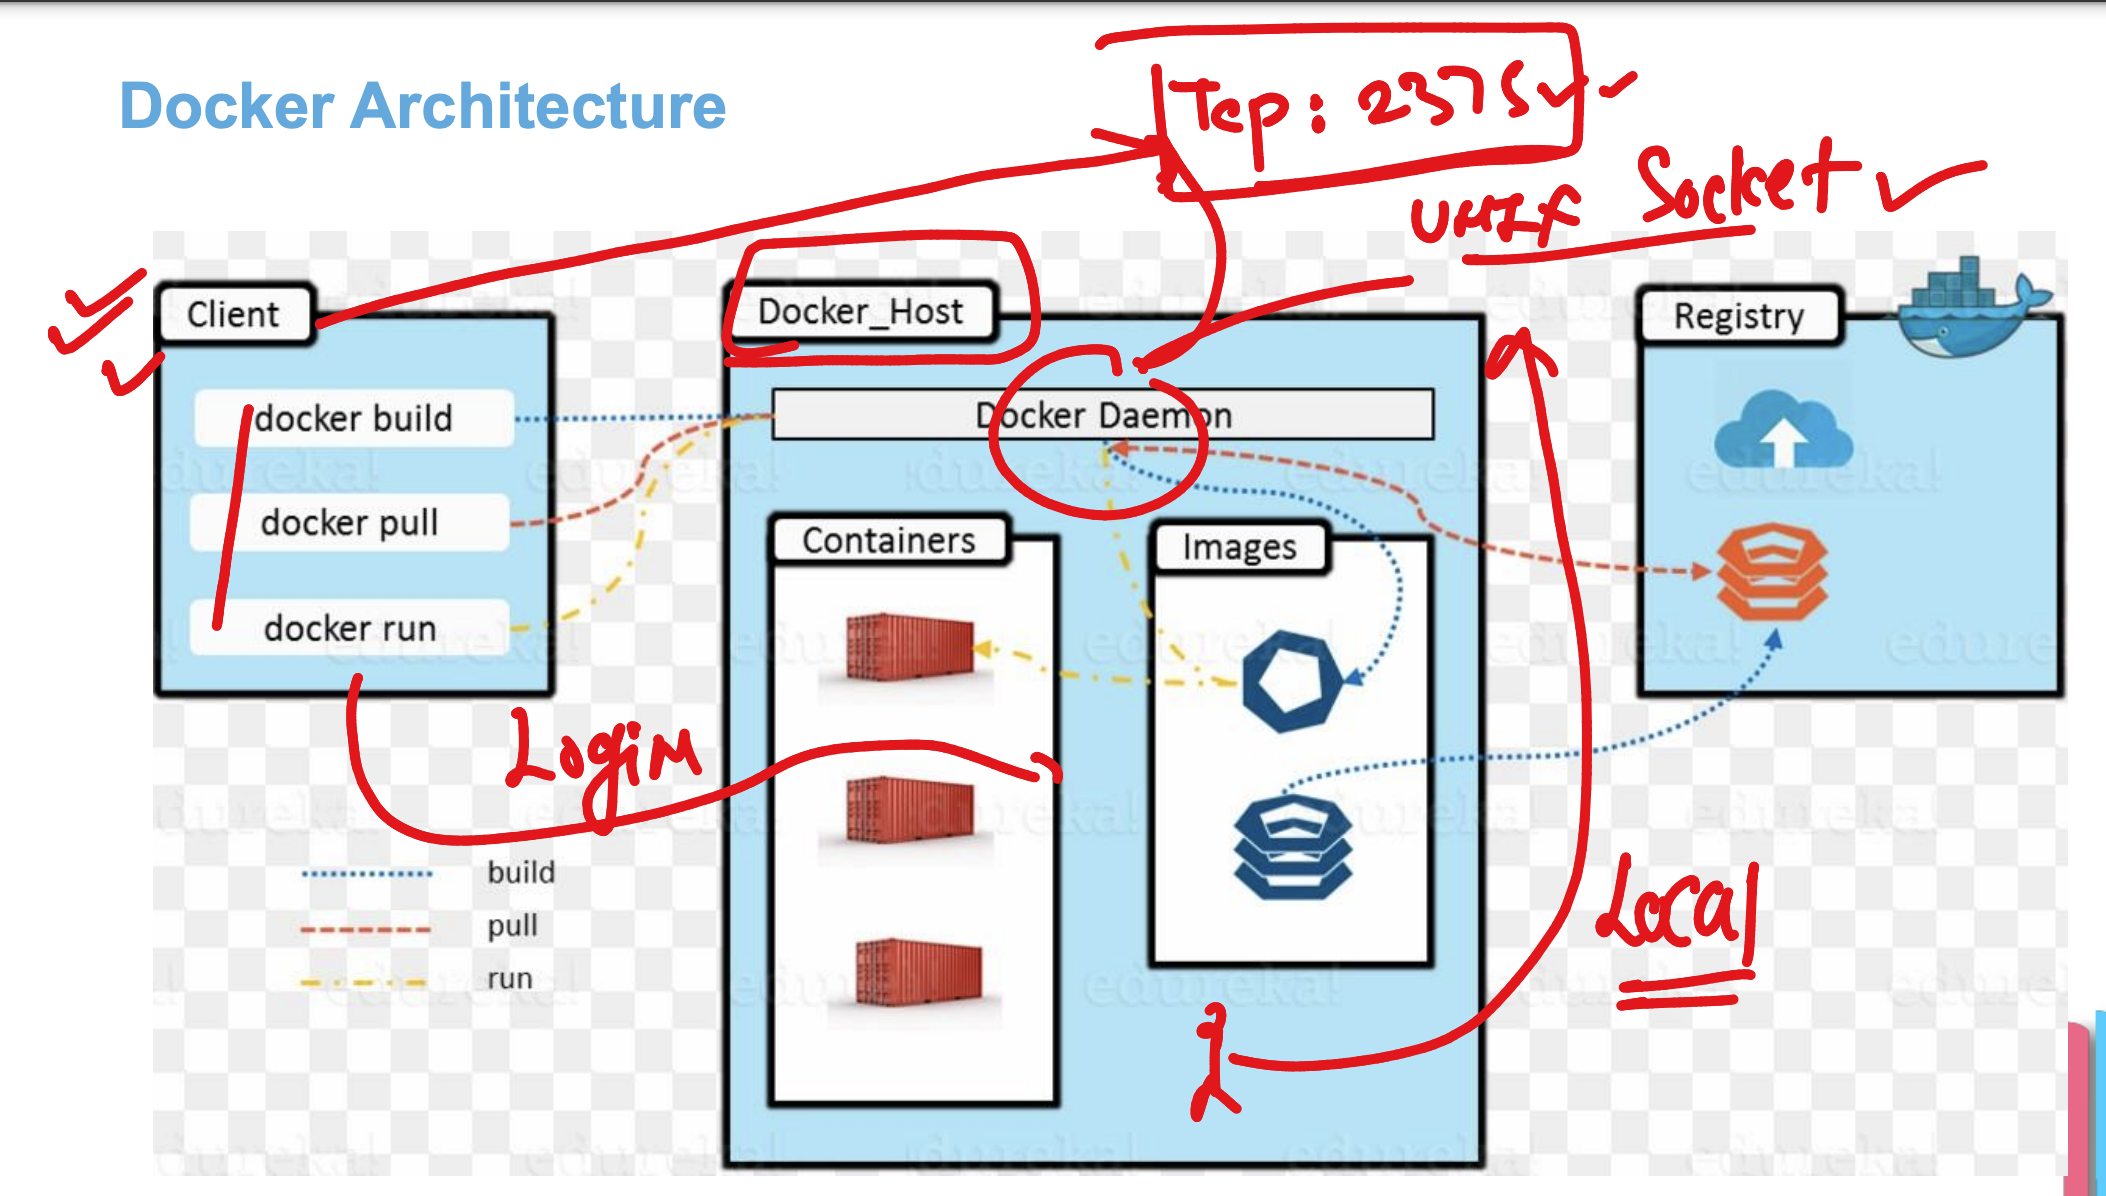 Docker Architecture
Tcp: 2375
UNIX Socket
Client
docker build
docker pull
docker run
Docker_Host
Docker Daemon
Containers
Images
Registry
Login
Local
build
pull
run
edureka!